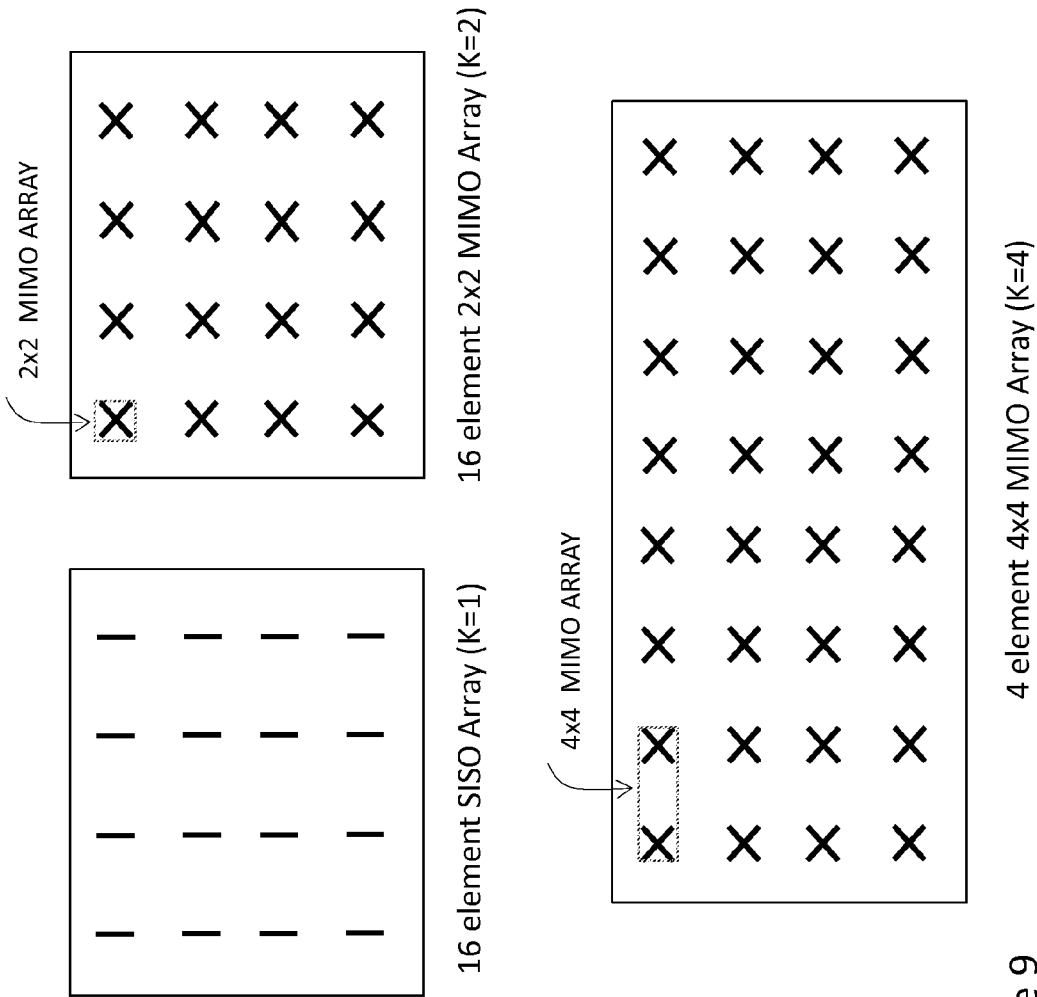 2x2 MIMO ARRAY
16 element SISO Array (K=1)
16 element 2x2 MIMO Array (K=2)
4x4 MIMO ARRAY
4 element 4x4 MIMO Array (K=4)
e 9